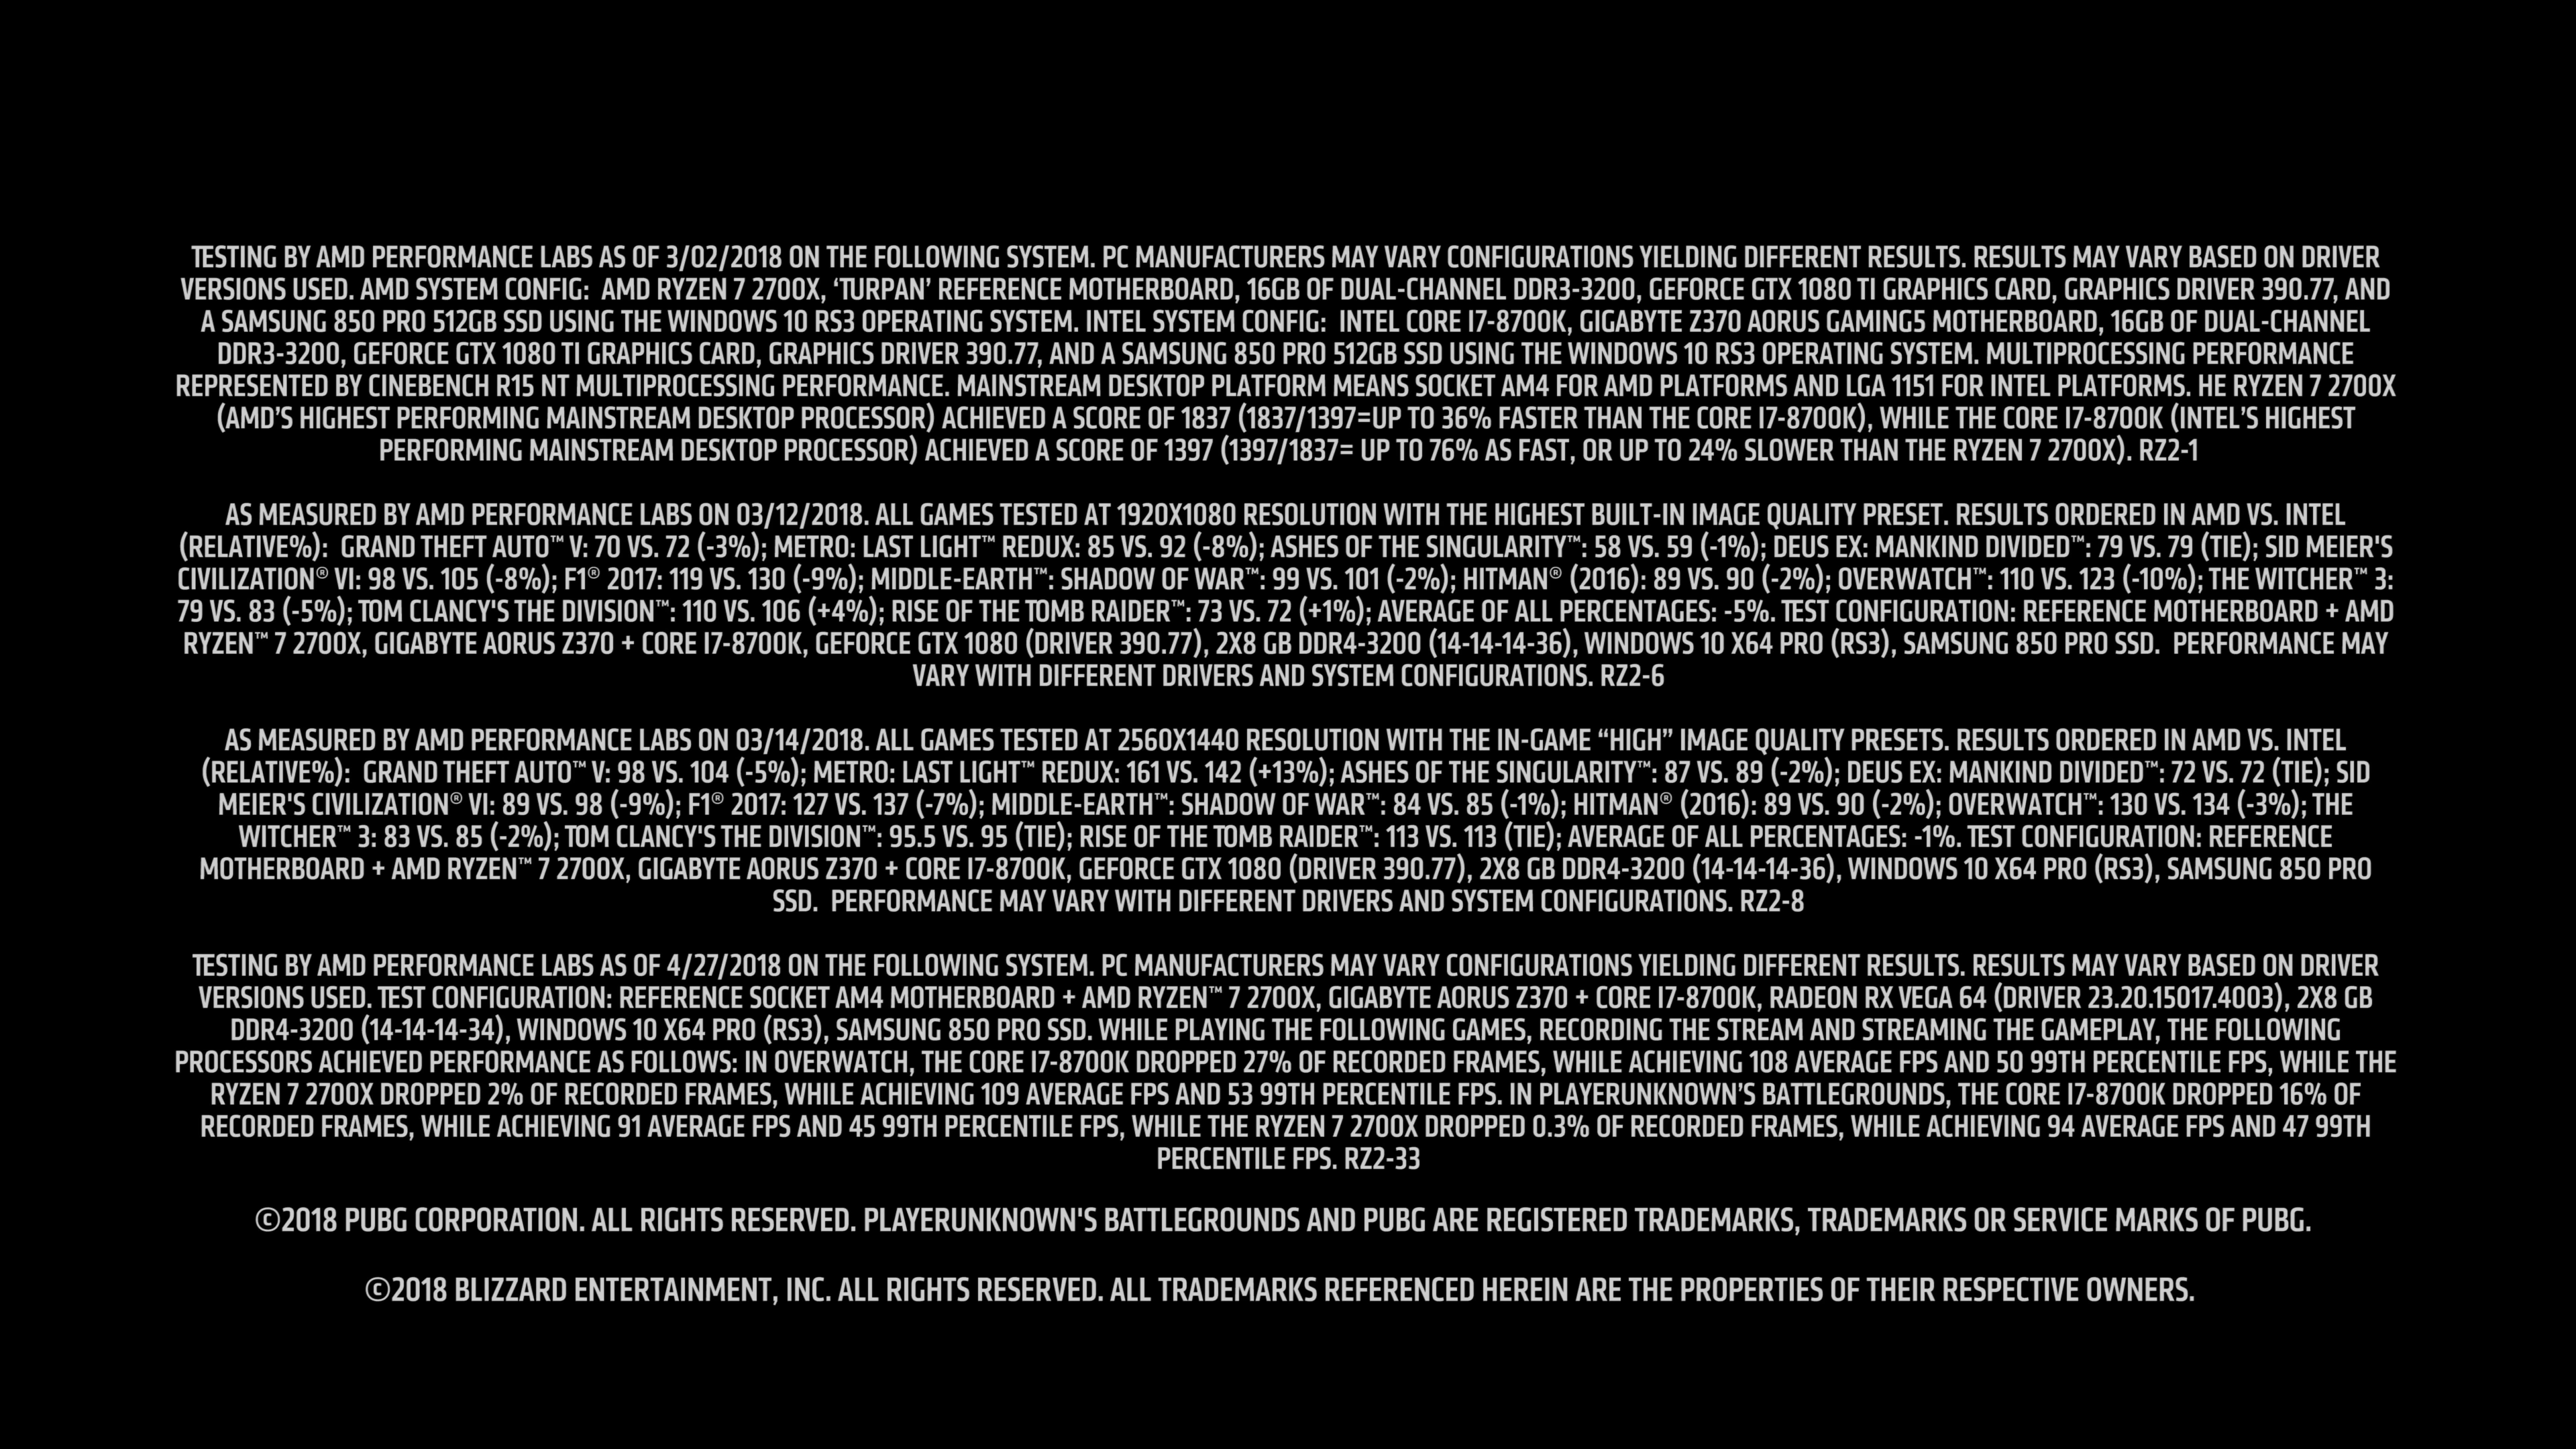 TESTING BY AMD PERFORMANCE LABS AS OF 3/02/2018 ON THE FOLLOWING SYSTEM. PC MANUFACTURERS MAY VARY CONFIGURATIONS YIELDING DIFFERENT RESULTS. RESULTS MAY VARY BASED ON DRIVER
VERSIONS USED. AMD SYSTEM CONFIG:  AMD RYZEN 7 2700X, ‘TURPAN’ REFERENCE MOTHERBOARD, 16GB OF DUAL-CHANNEL DDR3-3200, GEFORCE GTX 1080 TI GRAPHICS CARD, GRAPHICS DRIVER 390.77, AND
A SAMSUNG 850 PRO 512GB SSD USING THE WINDOWS 10 RS3 OPERATING SYSTEM. INTEL SYSTEM CONFIG:  INTEL CORE I7-8700K, GIGABYTE Z370 AORUS GAMING5 MOTHERBOARD, 16GB OF DUAL-CHANNEL
DDR3-3200, GEFORCE GTX 1080 TI GRAPHICS CARD, GRAPHICS DRIVER 390.77, AND A SAMSUNG 850 PRO 512GB SSD USING THE WINDOWS 10 RS3 OPERATING SYSTEM. MULTIPROCESSING PERFORMANCE
REPRESENTED BY CINEBENCH R15 NT MULTIPROCESSING PERFORMANCE. MAINSTREAM DESKTOP PLATFORM MEANS SOCKET AM4 FOR AMD PLATFORMS AND LGA 1151 FOR INTEL PLATFORMS. HE RYZEN 7 2700X
(AMD’S HIGHEST PERFORMING MAINSTREAM DESKTOP PROCESSOR) ACHIEVED A SCORE OF 1837 (1837/1397=UP TO 36% FASTER THAN THE CORE I7-8700K), WHILE THE CORE I7-8700K (INTEL’S HIGHEST
PERFORMING MAINSTREAM DESKTOP PROCESSOR) ACHIEVED A SCORE OF 1397 (1397/1837= UP TO 76% AS FAST, OR UP TO 24% SLOWER THAN THE RYZEN 7 2700X). RZ2-1
AS MEASURED BY AMD PERFORMANCE LABS ON 03/12/2018. ALL GAMES TESTED AT 1920X1080 RESOLUTION WITH THE HIGHEST BUILT-IN IMAGE QUALITY PRESET. RESULTS ORDERED IN AMD VS. INTEL
(RELATIVE%):  GRAND THEFT AUTO™ V: 70 VS. 72 (-3%); METRO: LAST LIGHT™ REDUX: 85 VS. 92 (-8%); ASHES OF THE SINGULARITY™: 58 VS. 59 (-1%); DEUS EX: MANKIND DIVIDED™: 79 VS. 79 (TIE); SID MEIER'S
CIVILIZATION® VI: 98 VS. 105 (-8%); F1® 2017: 119 VS. 130 (-9%); MIDDLE-EARTH™: SHADOW OF WAR™: 99 VS. 101 (-2%); HITMAN® (2016): 89 VS. 90 (-2%); OVERWATCH™: 110 VS. 123 (-10%); THE WITCHER™ 3:
79 VS. 83 (-5%); TOM CLANCY'S THE DIVISION™: 110 VS. 106 (+4%); RISE OF THE TOMB RAIDER™: 73 VS. 72 (+1%); AVERAGE OF ALL PERCENTAGES: -5%. TEST CONFIGURATION: REFERENCE MOTHERBOARD + AMD
RYZEN™ 7 2700X, GIGABYTE AORUS Z370 + CORE I7-8700K, GEFORCE GTX 1080 (DRIVER 390.77), 2X8 GB DDR4-3200 (14-14-14-36), WINDOWS 10 X64 PRO (RS3), SAMSUNG 850 PRO SSD.  PERFORMANCE MAY
VARY WITH DIFFERENT DRIVERS AND SYSTEM CONFIGURATIONS. RZ2-6
AS MEASURED BY AMD PERFORMANCE LABS ON 03/14/2018. ALL GAMES TESTED AT 2560X1440 RESOLUTION WITH THE IN-GAME “HIGH” IMAGE QUALITY PRESETS. RESULTS ORDERED IN AMD VS. INTEL
(RELATIVE%):  GRAND THEFT AUTO™ V: 98 VS. 104 (-5%); METRO: LAST LIGHT™ REDUX: 161 VS. 142 (+13%); ASHES OF THE SINGULARITY™: 87 VS. 89 (-2%); DEUS EX: MANKIND DIVIDED™: 72 VS. 72 (TIE); SID
MEIER'S CIVILIZATION® VI: 89 VS. 98 (-9%); F1® 2017: 127 VS. 137 (-7%); MIDDLE-EARTH™: SHADOW OF WAR™: 84 VS. 85 (-1%); HITMAN® (2016): 89 VS. 90 (-2%); OVERWATCH™: 130 VS. 134 (-3%); THE
WITCHER™ 3: 83 VS. 85 (-2%); TOM CLANCY'S THE DIVISION™: 95.5 VS. 95 (TIE); RISE OF THE TOMB RAIDER™: 113 VS. 113 (TIE); AVERAGE OF ALL PERCENTAGES: -1%. TEST CONFIGURATION: REFERENCE
MOTHERBOARD + AMD RYZEN™ 7 2700X, GIGABYTE AORUS Z370 + CORE I7-8700K, GEFORCE GTX 1080 (DRIVER 390.77), 2X8 GB DDR4-3200 (14-14-14-36), WINDOWS 10 X64 PRO (RS3), SAMSUNG 850 PRO
SSD.  PERFORMANCE MAY VARY WITH DIFFERENT DRIVERS AND SYSTEM CONFIGURATIONS. RZ2-8
TESTING BY AMD PERFORMANCE LABS AS OF 4/27/2018 ON THE FOLLOWING SYSTEM. PC MANUFACTURERS MAY VARY CONFIGURATIONS YIELDING DIFFERENT RESULTS. RESULTS MAY VARY BASED ON DRIVER
VERSIONS USED. TEST CONFIGURATION: REFERENCE SOCKET AM4 MOTHERBOARD + AMD RYZEN™ 7 2700X, GIGABYTE AORUS Z370 + CORE I7-8700K, RADEON RX VEGA 64 (DRIVER 23.20.15017.4003), 2X8 GB
DDR4-3200 (14-14-14-34), WINDOWS 10 X64 PRO (RS3), SAMSUNG 850 PRO SSD. WHILE PLAYING THE FOLLOWING GAMES, RECORDING THE STREAM AND STREAMING THE GAMEPLAY, THE FOLLOWING
PROCESSORS ACHIEVED PERFORMANCE AS FOLLOWS: IN OVERWATCH, THE CORE I7-8700K DROPPED 27% OF RECORDED FRAMES, WHILE ACHIEVING 108 AVERAGE FPS AND 50 99TH PERCENTILE FPS, WHILE THE
RYZEN 7 2700X DROPPED 2% OF RECORDED FRAMES, WHILE ACHIEVING 109 AVERAGE FPS AND 53 99TH PERCENTILE FPS. IN PLAYERUNKNOWN’S BATTLEGROUNDS, THE CORE I7-8700K DROPPED 16% OF
RECORDED FRAMES, WHILE ACHIEVING 91 AVERAGE FPS AND 45 99TH PERCENTILE FPS, WHILE THE RYZEN 7 2700X DROPPED 0.3% OF RECORDED FRAMES, WHILE ACHIEVING 94 AVERAGE FPS AND 47 99TH
PERCENTILE FPS. RZ2-33
©2018 PUBG CORPORATION. ALL RIGHTS RESERVED. PLAYERUNKNOWN'S BATTLEGROUNDS AND PUBG ARE REGISTERED TRADEMARKS, TRADEMARKS OR SERVICE MARKS OF PUBG.
©2018 BLIZZARD ENTERTAINMENT, INC. ALL RIGHTS RESERVED. ALL TRADEMARKS REFERENCED HEREIN ARE THE PROPERTIES OF THEIR RESPECTIVE OWNERS.